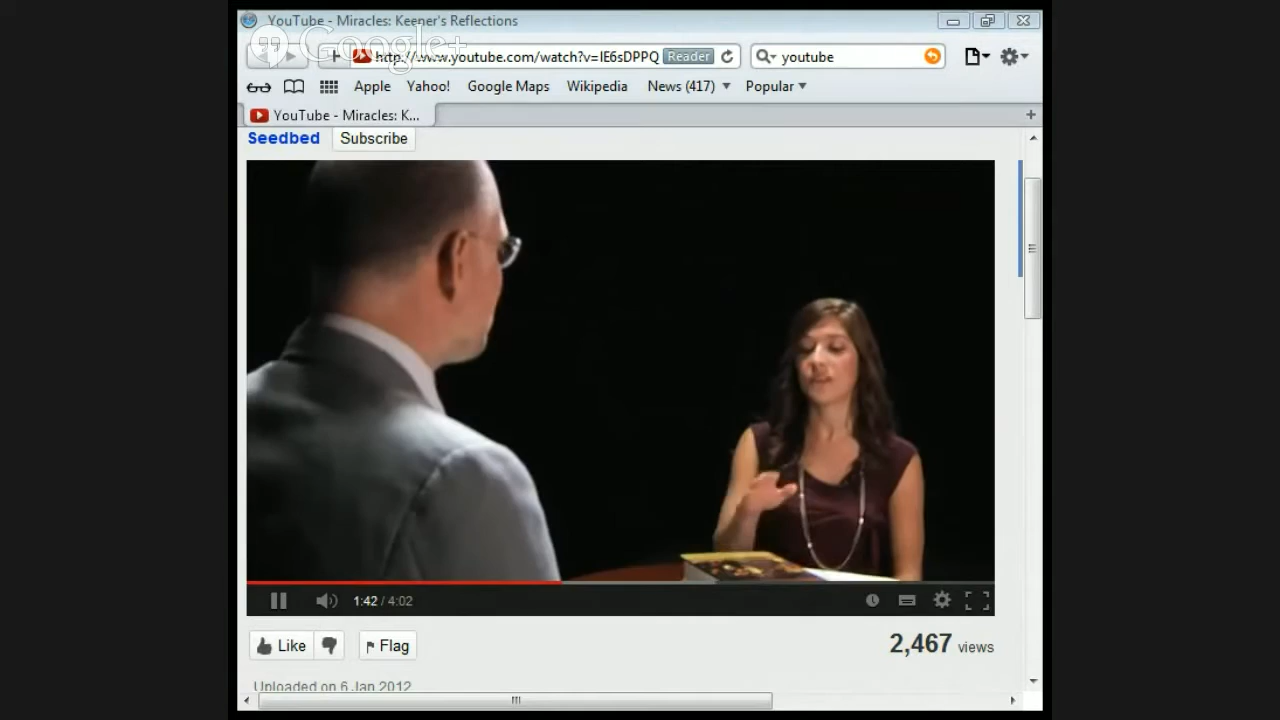 YouTube - Miracles: Keener's Reflections
Google+
http://www.youtube.com/watch?v=IE6sDPPQ Reader youtube
Apple Yahoo! Google Maps Wikipedia News (417) Popular
YouTube - Miracles: K...
Seedbed Subscribe
1:42 / 4:02
Like Flag 2,467 views
Uploaded on 6 Jan 2012